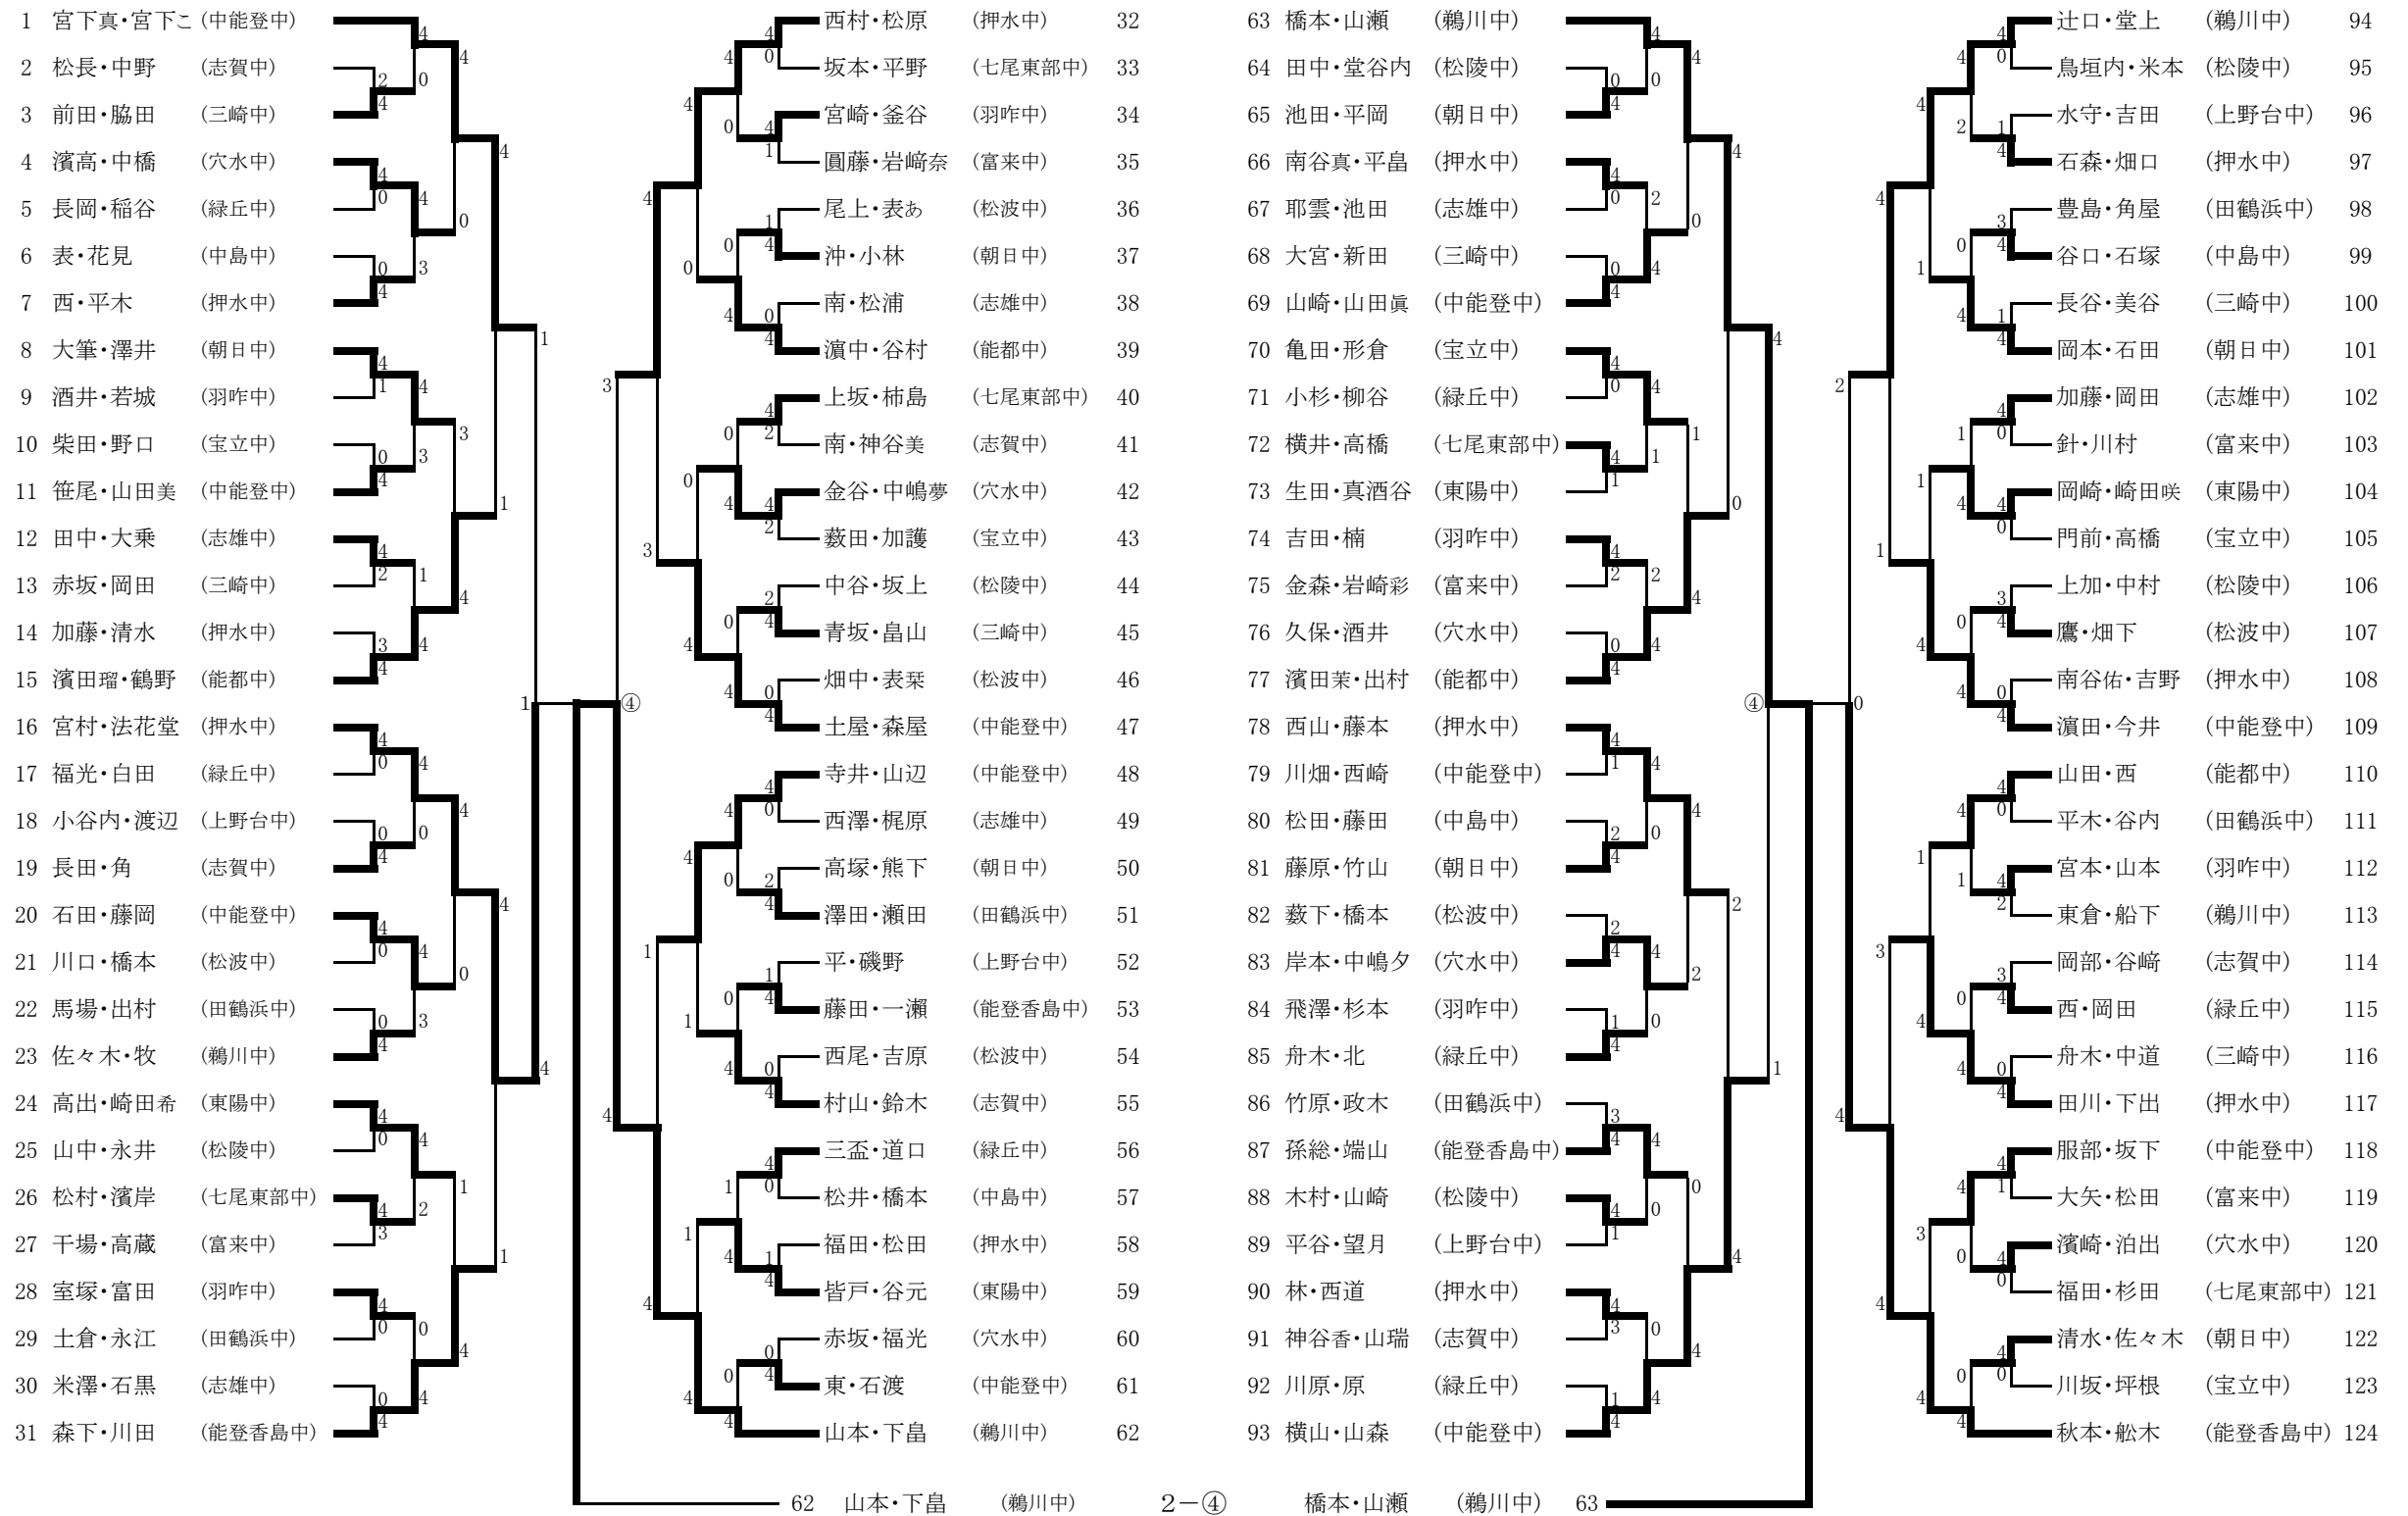 1 宮下真・宮下こ (中能登中)
2 松長・中野 (志賀中)
3 前田・脇田 (三崎中)
4 濱高・中橋 (穴水中)
5 長岡・稲谷 (緑丘中)
6 表・花見 (中島中)
7 西・平木 (押水中)
8 大筆・澤井 (朝日中)
9 酒井・若城 (羽咋中)
10 柴田・野口 (宝立中)
11 笹尾・山田美 (中能登中)
12 田中・大乗 (志雄中)
13 赤坂・岡田 (三崎中)
14 加藤・清水 (押水中)
15 濱田瑠・鶴野 (能都中)
16 宮村・法花堂 (押水中)
17 福光・白田 (緑丘中)
18 小谷内・渡辺 (上野台中)
19 長田・角 (志賀中)
20 石田・藤岡 (中能登中)
21 川口・橋本 (松波中)
22 馬場・出村 (田鶴浜中)
23 佐々木・牧 (鵜川中)
24 高出・崎田希 (東陽中)
25 山中・永井 (松陵中)
26 松村・濱岸 (七尾東部中)
27 干場・高蔵 (富来中)
28 室塚・富田 (羽咋中)
29 土倉・永江 (田鶴浜中)
30 米澤・石黒 (志雄中)
31 森下・川田 (能登香島中)
西村・松原 (押水中) 32
坂本・平野 (七尾東部中) 33
宮崎・釜谷 (羽咋中) 34
圓藤・岩﨑奈 (富来中) 35
尾上・表あ (松波中) 36
沖・小林 (朝日中) 37
南・松浦 (志雄中) 38
濵中・谷村 (能都中) 39
上坂・柿島 (七尾東部中) 40
南・神谷美 (志賀中) 41
金谷・中嶋夢 (穴水中) 42
薮田・加護 (宝立中) 43
中谷・坂上 (松陵中) 44
青坂・畠山 (三崎中) 45
畑中・表栞 (松波中) 46
土屋・森屋 (中能登中) 47
寺井・山辺 (中能登中) 48
西澤・梶原 (志雄中) 49
高塚・熊下 (朝日中) 50
澤田・瀬田 (田鶴浜中) 51
平・磯野 (上野台中) 52
藤田・一瀬 (能登香島中) 53
西尾・吉原 (松波中) 54
村山・鈴木 (志賀中) 55
三盃・道口 (緑丘中) 56
松井・橋本 (中島中) 57
福田・松田 (押水中) 58
皆戸・谷元 (東陽中) 59
赤坂・福光 (穴水中) 60
東・石渡 (中能登中) 61
山本・下畠 (鵜川中) 62
63 橋本・山瀬 (鵜川中)
64 田中・堂谷内 (松陵中)
65 池田・平岡 (朝日中)
66 南谷真・平畠 (押水中)
67 耶雲・池田 (志雄中)
68 大宮・新田 (三崎中)
69 山崎・山田眞 (中能登中)
70 亀田・形倉 (宝立中)
71 小杉・柳谷 (緑丘中)
72 横井・高橋 (七尾東部中)
73 生田・真酒谷 (東陽中)
74 吉田・楠 (羽咋中)
75 金森・岩崎彩 (富来中)
76 久保・酒井 (穴水中)
77 濱田茉・出村 (能都中)
78 西山・藤本 (押水中)
79 川畑・西崎 (中能登中)
80 松田・藤田 (中島中)
81 藤原・竹山 (朝日中)
82 薮下・橋本 (松波中)
83 岸本・中嶋夕 (穴水中)
84 飛澤・杉本 (羽咋中)
85 舟木・北 (緑丘中)
86 竹原・政木 (田鶴浜中)
87 孫総・端山 (能登香島中)
88 木村・山崎 (松陵中)
89 平谷・望月 (上野台中)
90 林・西道 (押水中)
91 神谷香・山瑞 (志賀中)
92 川原・原 (緑丘中)
93 横山・山森 (中能登中)
辻口・堂上 (鵜川中) 94
鳥垣内・米本 (松陵中) 95
水守・吉田 (上野台中) 96
石森・畑口 (押水中) 97
豊島・角屋 (田鶴浜中) 98
谷口・石塚 (中島中) 99
長谷・美谷 (三崎中) 100
岡本・石田 (朝日中) 101
加藤・岡田 (志雄中) 102
針・川村 (富来中) 103
岡崎・崎田咲 (東陽中) 104
門前・高橋 (宝立中) 105
上加・中村 (松陵中) 106
鷹・畑下 (松波中) 107
南谷佑・吉野 (押水中) 108
濵田・今井 (中能登中) 109
山田・西 (能都中) 110
平木・谷内 (田鶴浜中) 111
宮本・山本 (羽咋中) 112
東倉・船下 (鵜川中) 113
岡部・谷﨑 (志賀中) 114
西・岡田 (緑丘中) 115
舟木・中道 (三崎中) 116
田川・下出 (押水中) 117
服部・坂下 (中能登中) 118
大矢・松田 (富来中) 119
濱崎・泊出 (穴水中) 120
福田・杉田 (七尾東部中) 121
清水・佐々木 (朝日中) 122
川坂・坪根 (宝立中) 123
秋本・舩木 (能登香島中) 124
62 山本・下畠 (鵜川中) 2－④ 橋本・山瀬 (鵜川中) 63